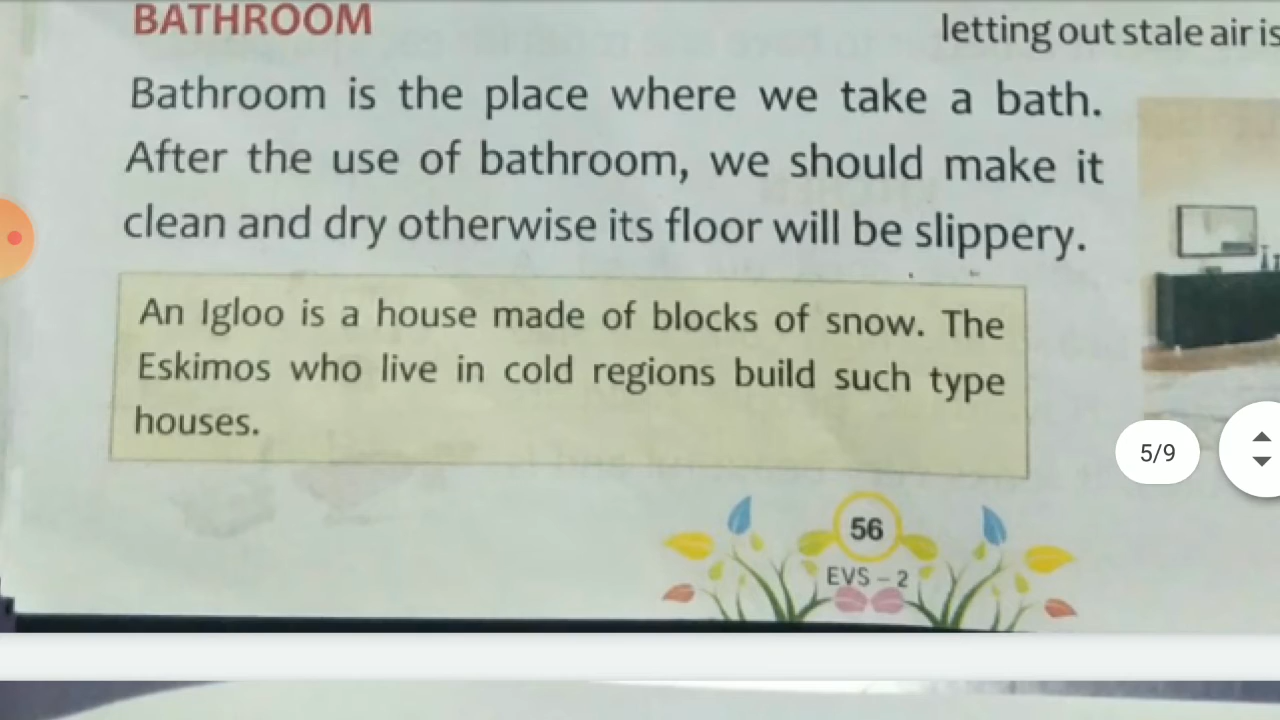 BATHROOM
Bathroom is the place where we take a bath.
After the use of bathroom, we should make it
clean and dry otherwise its floor will be slippery.
An Igloo is a house made of blocks of snow. The
Eskimos who live in cold regions build such type
houses.
56
EVS – 2
letting out stale air is
5/9